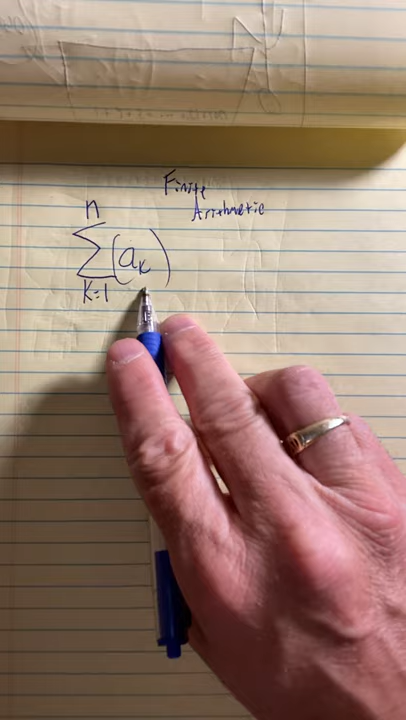 Finite
Arithmetic
n
∑(aₖ)
K=1